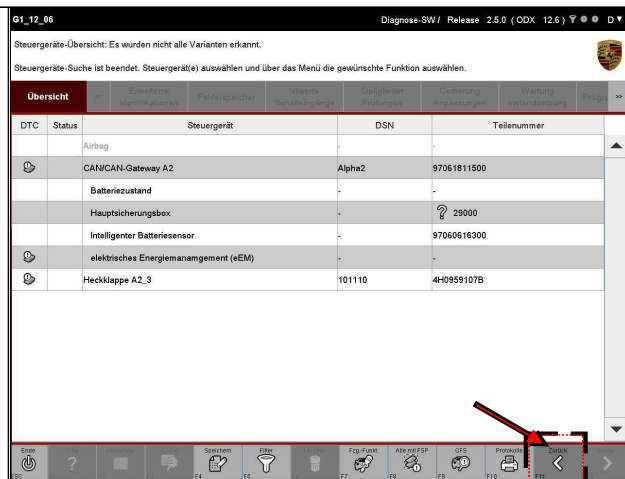 G1_12_06
Diagnose-SW / Release 2.5.0 ( ODX 12.6 ) D
Steuergeräte-Übersicht: Es wurden nicht alle Varianten erkannt.
Steuergeräte-Suche ist beendet. Steuergerät(e) auswählen und über das Menü die gewünschte Funktion auswählen.
Übersicht Erweiterte Identifikationen Fehlerspeicher Istwerte Schalteingänge Stellglieder Prüfungen Codierung Anpassungen Wartung Instandsetzung Progra »
DTC Status Steuergerät DSN Teilenummer
Airbag - -
CAN/CAN-Gateway A2 Alpha2 97061811500
Batteriezustand - -
Hauptsicherungsbox - ? 29000
Intelligenter Batteriesensor - 97060616300
elektrisches Energiemanamgement (eEM) - -
Heckklappe A2_3 101110 4H0959107B
Ende Speichern Filter Fzg.-Funkt Alle mit FSP GFS Protokolle Zurück
ESC F4 F5 F7 F8 F9 F10 F11